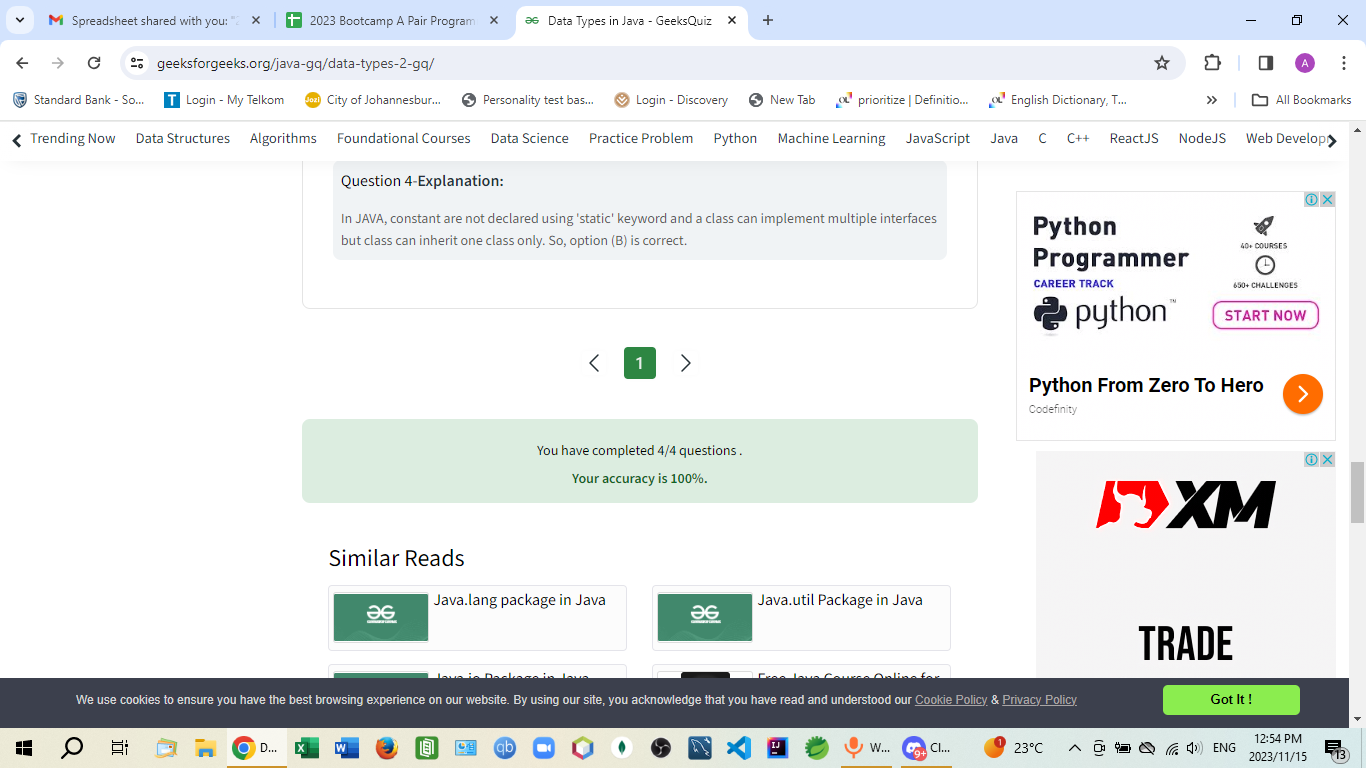 Spreadsheet shared with you: "
2023 Bootcamp A Pair Program
Data Types in Java - GeeksQuiz
geeksforgeeks.org/java-gq/data-types-2-gq/
A
Standard Bank - So...
Login - My Telkom
City of Johannesbur...
Personality test bas...
Login - Discovery
New Tab
prioritize | Definitio...
English Dictionary, T...
All Bookmarks
Trending Now
Data Structures
Algorithms
Foundational Courses
Data Science
Practice Problem
Python
Machine Learning
JavaScript
Java
C
C++
ReactJS
NodeJS
Web Develop
Question 4-Explanation:
In JAVA, constant are not declared using 'static' keyword and a class can implement multiple interfaces
but class can inherit one class only. So, option (B) is correct.
1
You have completed 4/4 questions .
Your accuracy is 100%.
Similar Reads
Java.lang package in Java
Java.util Package in Java
Java.io Package in Java
Free Java Course Online for
Python
Programmer
CAREER TRACK
python™
40+ COURSES
650+ CHALLENGES
START NOW
Python From Zero To Hero
Codefinity
XM
TRADE
We use cookies to ensure you have the best browsing experience on our website. By using our site, you acknowledge that you have read and understood our Cookie Policy & Privacy Policy
Got It !
D...
W...
9+
Cl...
1
23°C
ENG
12:54 PM
2023/11/15
13